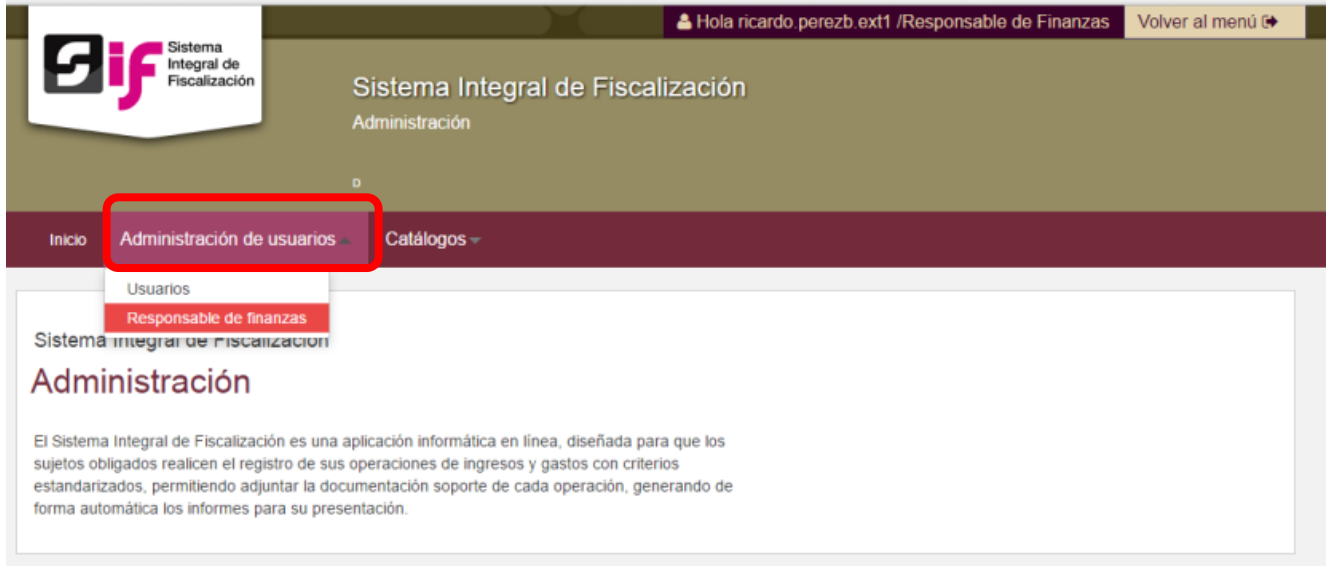 Hola ricardo.perezb.ext1 /Responsable de Finanzas
Volver al menú
Sif
Sistema
Integral de
Fiscalización
Sistema Integral de Fiscalización
Administración
D
Inicio
Administración de usuarios
Catálogos
Usuarios
Responsable de finanzas
Sistema Integral de Fiscalización
Administración
El Sistema Integral de Fiscalización es una aplicación informática en línea, diseñada para que los
sujetos obligados realicen el registro de sus operaciones de ingresos y gastos con criterios
estandarizados, permitiendo adjuntar la documentación soporte de cada operación, generando de
forma automática los informes para su presentación.